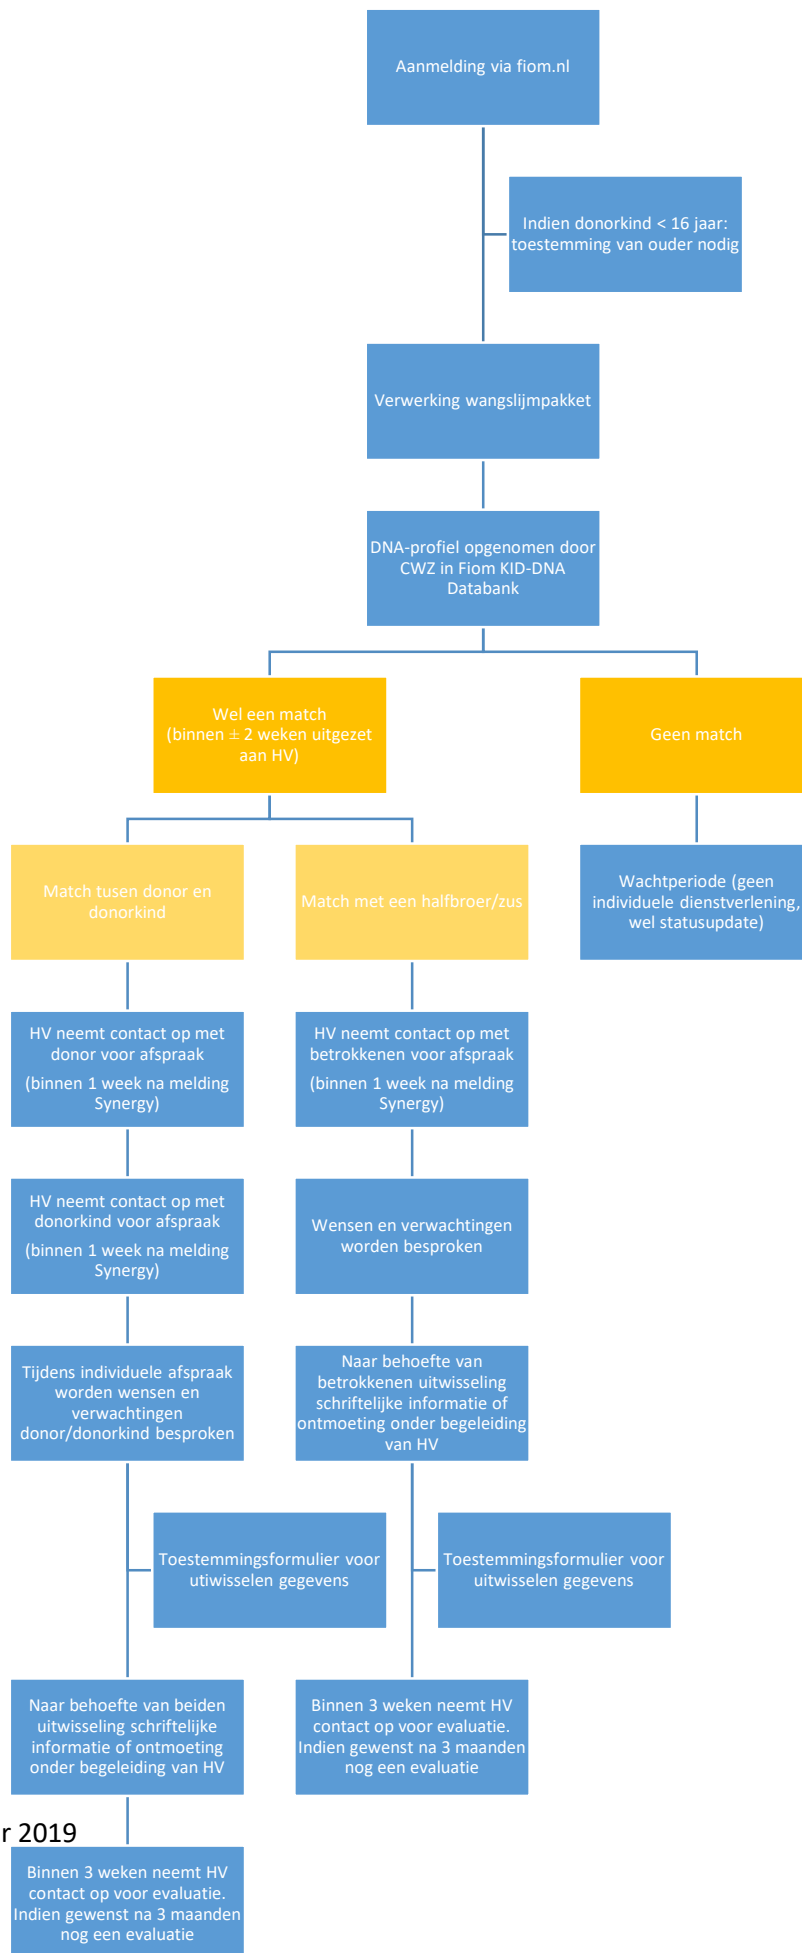 Aanmelding via fiom.nl
Indien donorkind < 16 jaar:
toestemming van ouder nodig
Verwerking wangslijmpakket
DNA-profiel opgenomen door
CWZ in Fiom KID-DNA
Databank
Wel een match
(binnen ± 2 weken uitgezet
aan HV)
Geen match
Match tusen donor en
donorkind
Match met een halfbroer/zus
Wachtperiode (geen
individuele dienstverlening,
wel statusupdate)
HV neemt contact op met
donor voor afspraak
(binnen 1 week na melding
Synergy)
HV neemt contact op met
betrokkenen voor afspraak
(binnen 1 week na melding
Synergy)
HV neemt contact op met
donorkind voor afspraak
(binnen 1 week na melding
Synergy)
Wensen en verwachtingen
worden besproken
Tijdens individuele afspraak
worden wensen en
verwachtingen
donor/donorkind besproken
Naar behoefte van
betrokkenen uitwisseling
schriftelijke informatie of
ontmoeting onder begeleiding
van HV
Toestemmingsformulier voor
utiwisselen gegevens
Toestemmingsformulier voor
uitwisselen gegevens
Naar behoefte van beiden
uitwisseling schriftelijke
informatie of ontmoeting
onder begeleiding van HV
Binnen 3 weken neemt HV
contact op voor evaluatie.
Indien gewenst na 3 maanden
nog een evaluatie
r 2019
Binnen 3 weken neemt HV
contact op voor evaluatie.
Indien gewenst na 3 maanden
nog een evaluatie